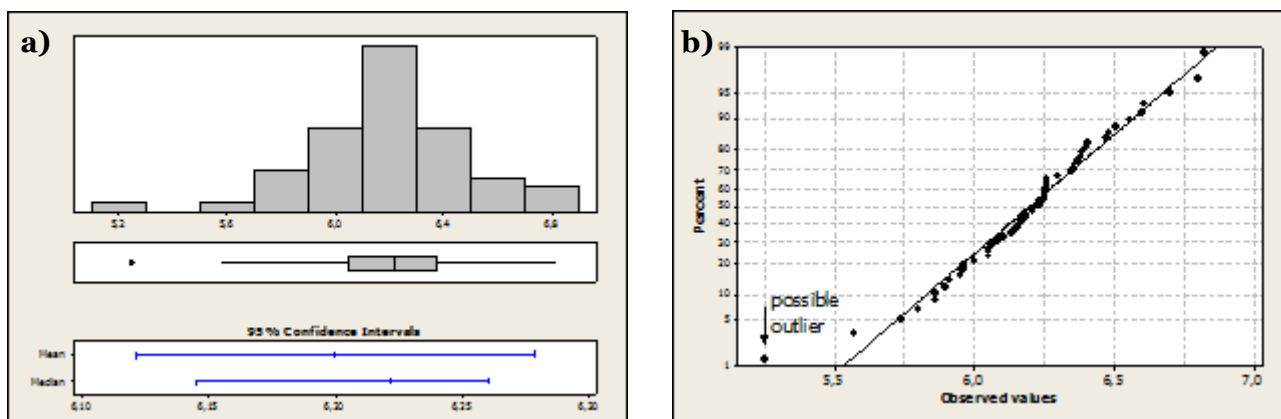 a)
5,2 5,6 6,0 6,4 6,8
95% Confidence Intervals
Mean
Median
6,10 6,15 6,20 6,25 6,30
b)
99
95
90
80
70
60
50
40
30
20
10
5
1
Percent
possible
outlier
5,5 6,0 6,5 7,0
Observed values